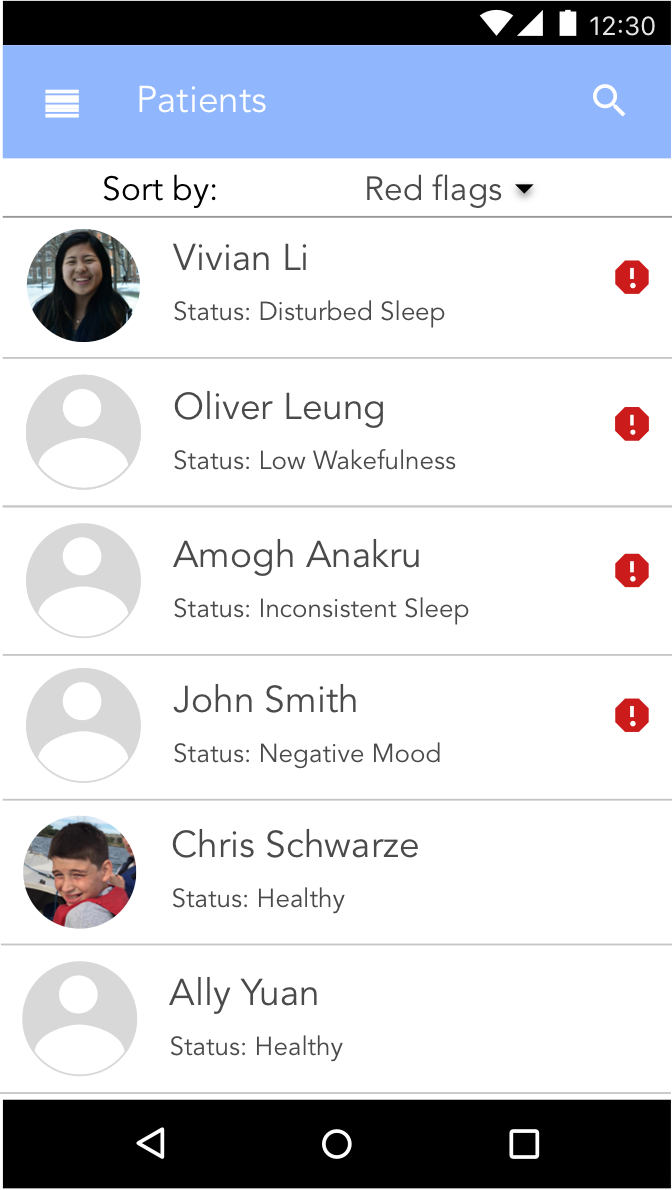 12:30
Patients
Sort by: Red flags
Vivian Li
Status: Disturbed Sleep
Oliver Leung
Status: Low Wakefulness
Amogh Anakru
Status: Inconsistent Sleep
John Smith
Status: Negative Mood
Chris Schwarze
Status: Healthy
Ally Yuan
Status: Healthy